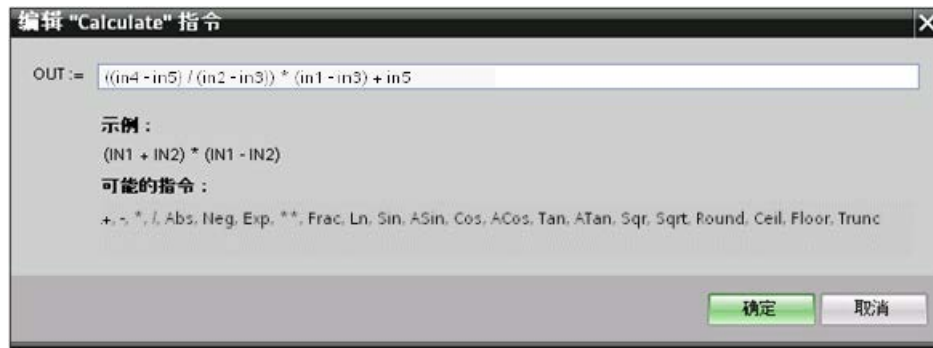 编辑 "Calculate" 指令
OUT := ((in4 - in5) / (in2 - in3)) * (in1 - in3) + in5
示例：
(IN1 + IN2) * (IN1 - IN2)
可能的指令：
+, -, *, /, Abs, Neg, Exp, **, Frac, Ln, Sin, ASin, Cos, ACos, Tan, ATan, Sqr, Sqrt, Round, Ceil, Floor, Trunc
确定 取消